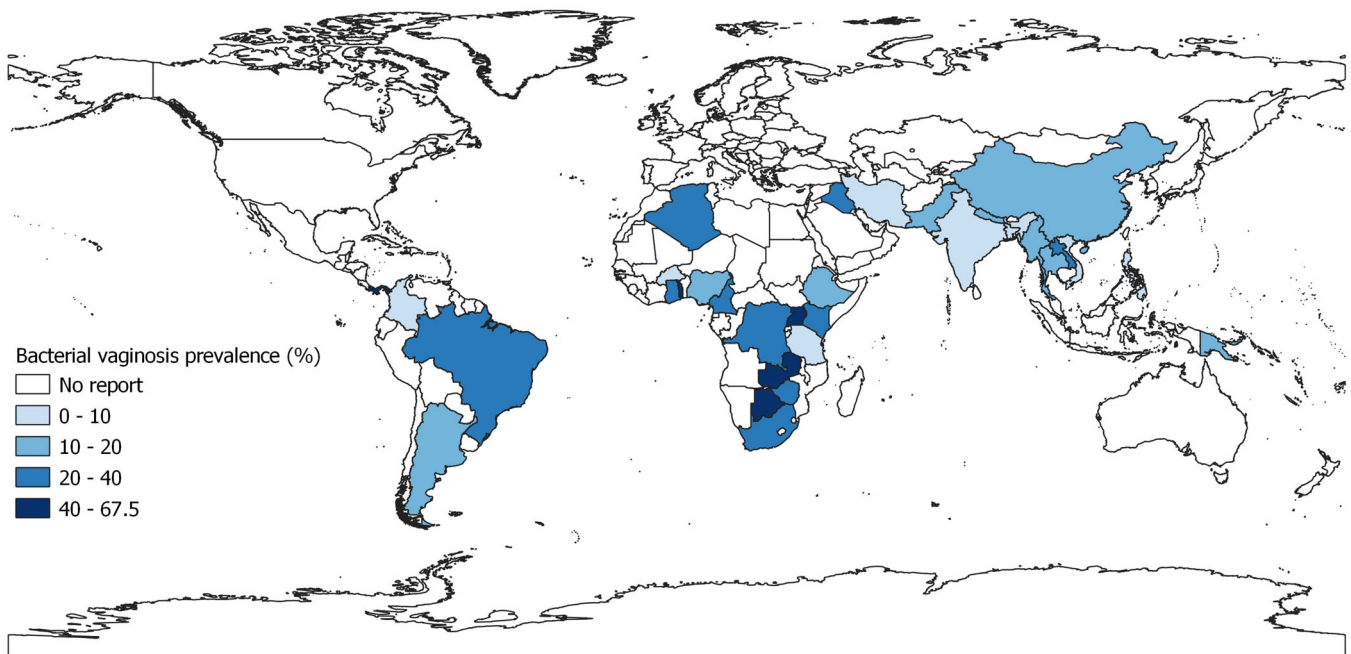 Bacterial vaginosis prevalence (%)
No report
0 - 10
10 - 20
20 - 40
40 - 67.5